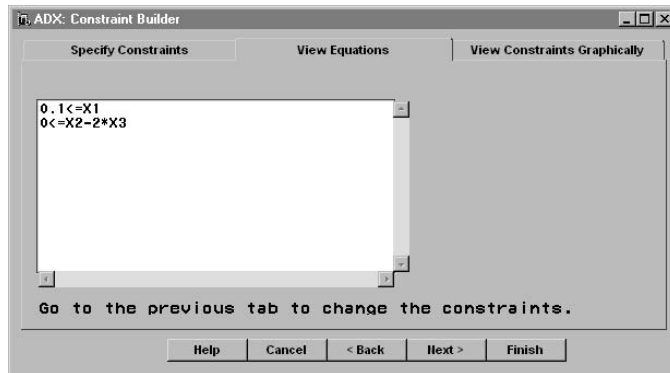 ADX: Constraint Builder
Specify Constraints
View Equations
View Constraints Graphically
0.1<=X1
0<=X2-2*X3
Go to the previous tab to change the constraints.
Help
Cancel
< Back
Next >
Finish